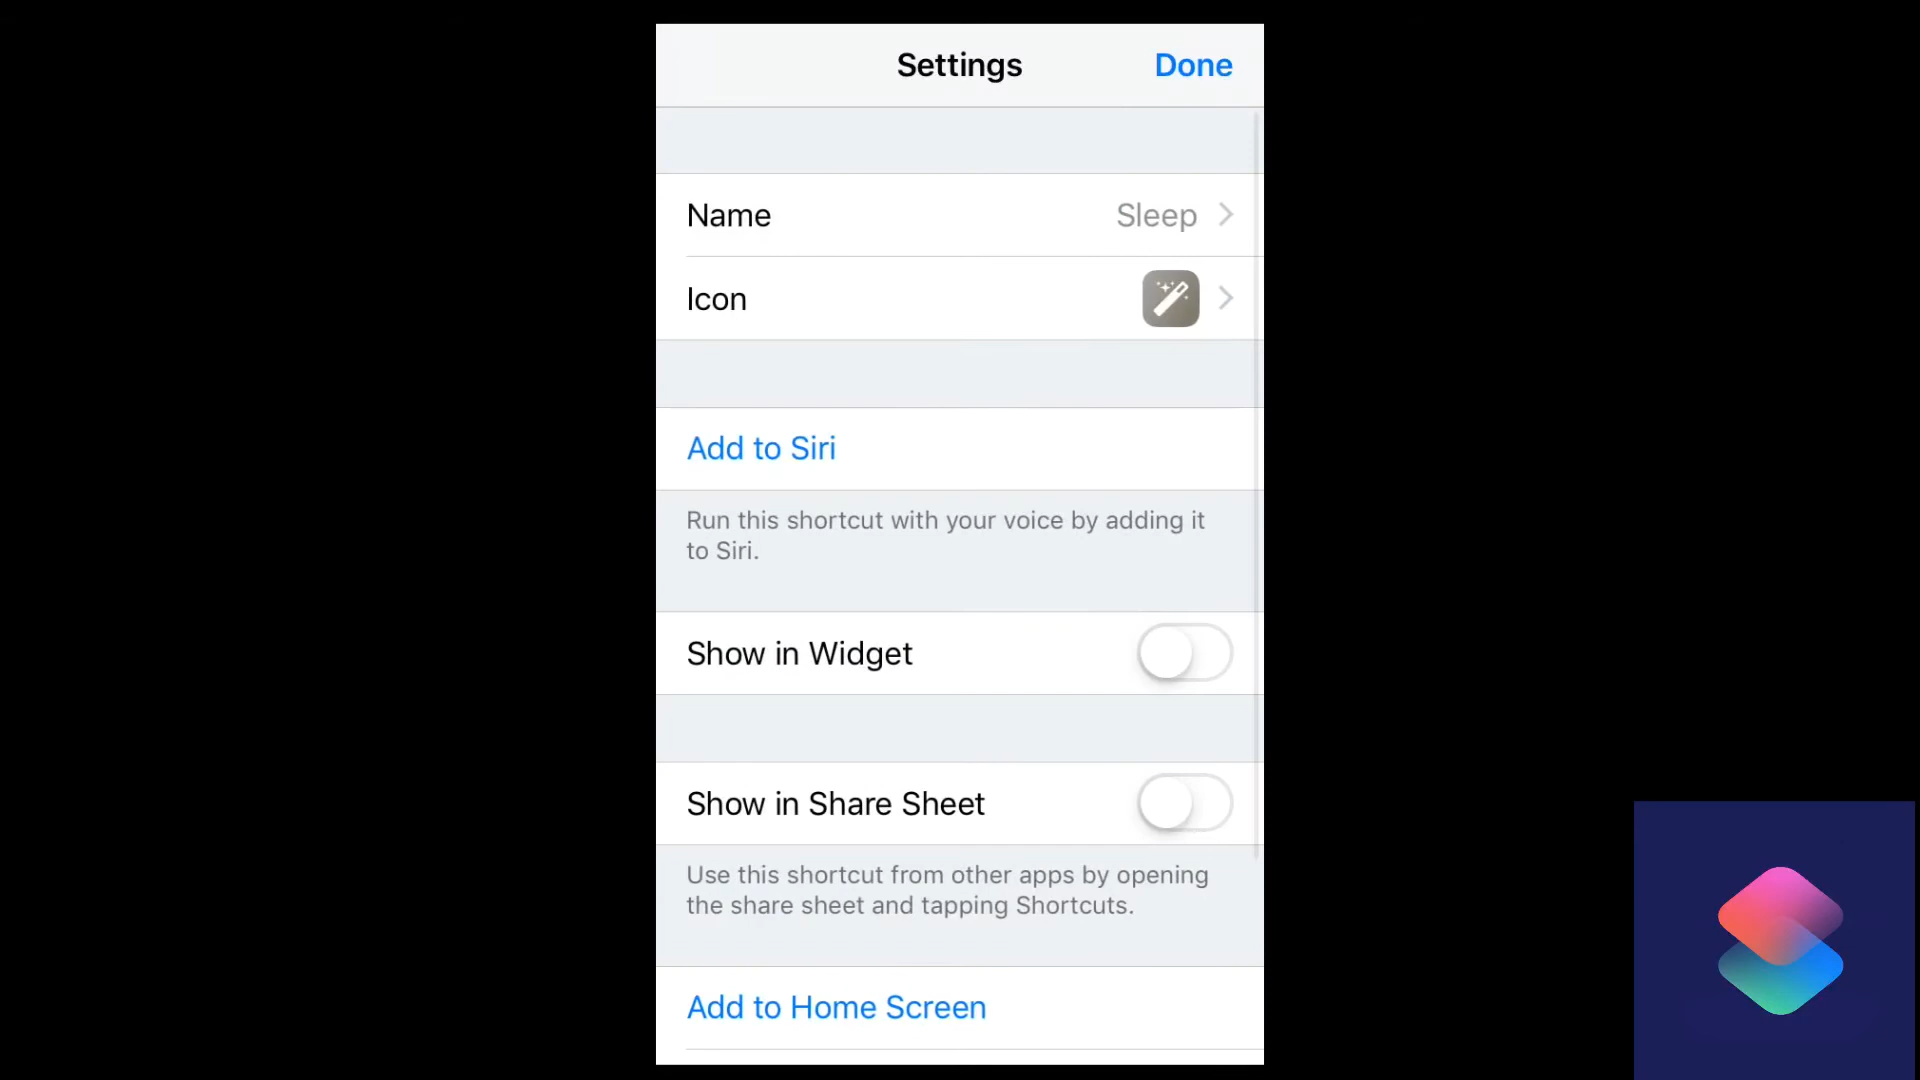 Settings
Done
Name
Sleep
Icon
Add to Siri
Run this shortcut with your voice by adding it
to Siri.
Show in Widget
Show in Share Sheet
Use this shortcut from other apps by opening
the share sheet and tapping Shortcuts.
Add to Home Screen